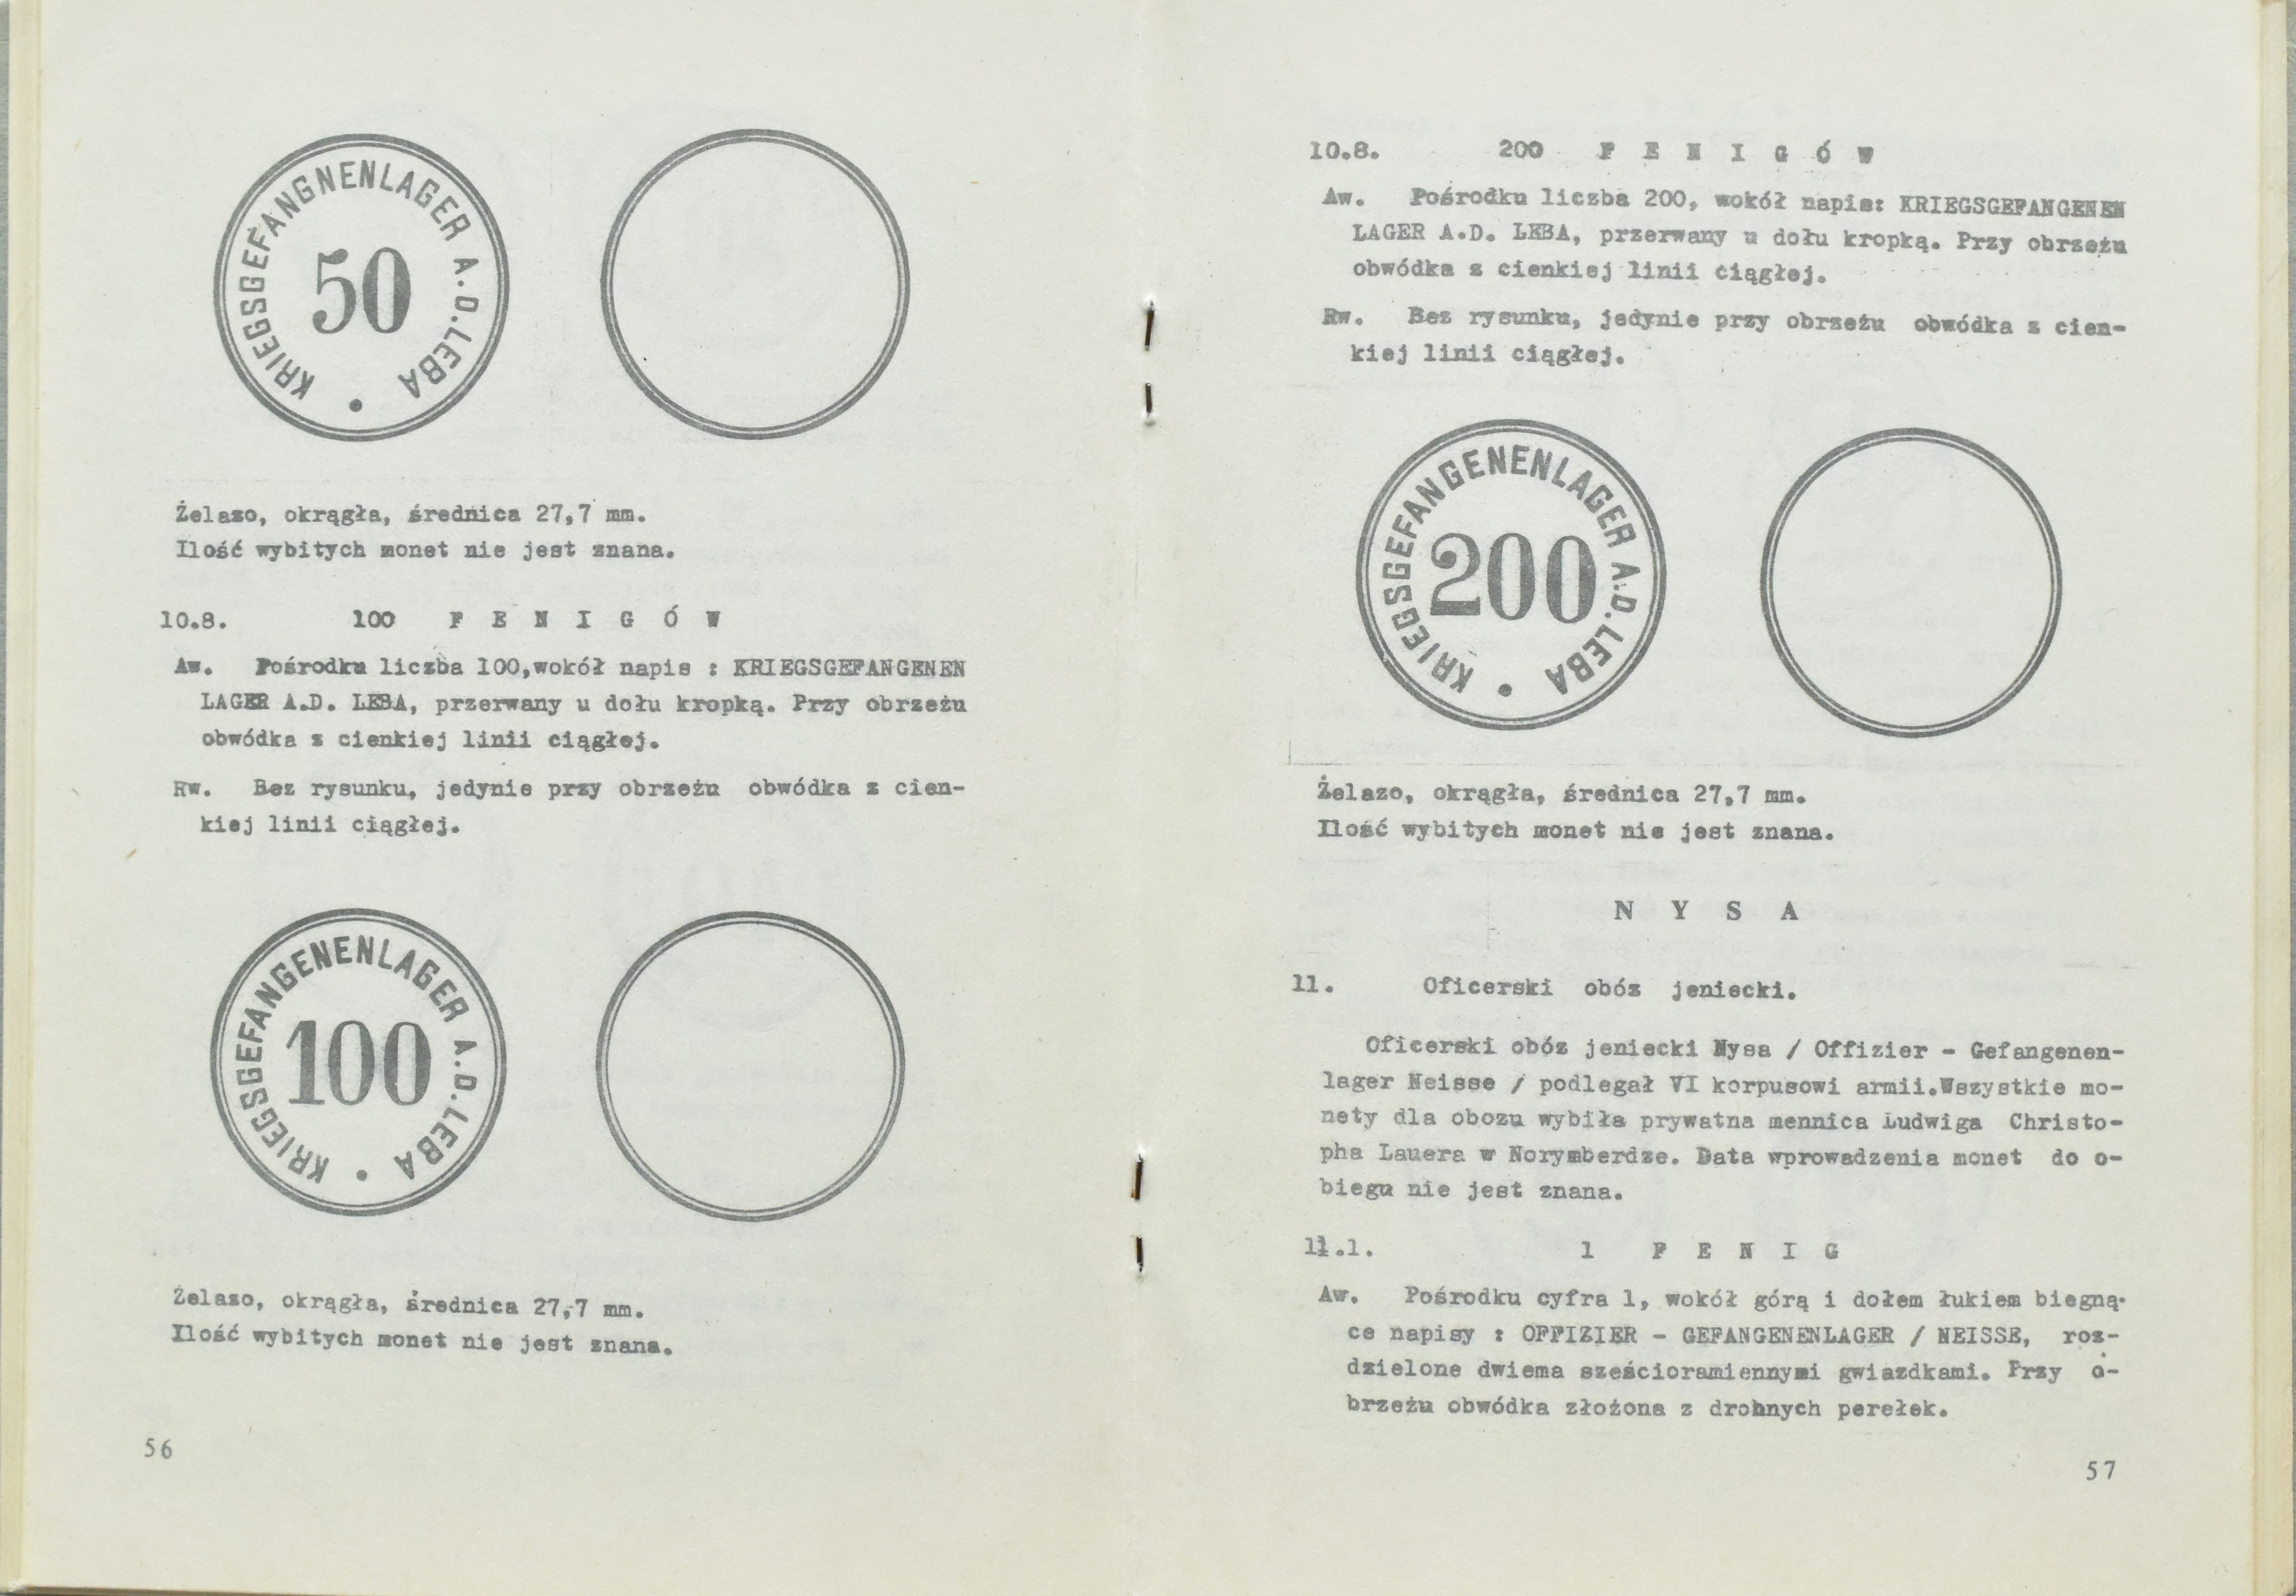 KRIEGSGEFANGNENLAGER A.D.LEBA •
50
Żelazo, okrągła, średnica 27,7 mm.
Ilość wybitych monet nie jest znana.
10.8. 100 F E N I G Ó W
Aw. Pośrodku liczba 100,wokół napis : KRIEGSGEFANGENEN
LAGER A.D. LEBA, przerwany u dołu kropką. Przy obrzeżu
obwódka z cienkiej linii ciągłej.
Rw. Bez rysunku, jedynie przy obrzeżu obwódka z cien-
kiej linii ciągłej.
KRIEGSGEFANGENENLAGER A.D.LEBA •
100
Żelazo, okrągła, średnica 27,7 mm.
Ilość wybitych monet nie jest znana.
56
10.8. 200 F E N I G Ó W
Aw. Pośrodku liczba 200, wokół napis: KRIEGSGEFANGENEN
LAGER A.D. LEBA, przerwany u dołu kropką. Przy obrzeżu
obwódka z cienkiej linii ciągłej.
Rw. Bez rysunku, jedynie przy obrzeżu obwódka z cien-
kiej linii ciągłej.
KRIEGSGEFANGENENLAGER A.D.LEBA •
200
Żelazo, okrągła, średnica 27,7 mm.
Ilość wybitych monet nie jest znana.
N Y S A
11. Oficerski obóz jeniecki.
Oficerski obóz jeniecki Nysa / Offizier - Gefangenen-
lager Neisse / podlegał VI korpusowi armii.Wszystkie mo-
nety dla obozu wybiła prywatna mennica Ludwiga Christo-
pha Lauera w Norymberdze. Data wprowadzenia monet do o-
biegu nie jest znana.
11.1. 1 F E N I G
Aw. Pośrodku cyfra 1, wokół górą i dołem łukiem biegną-
ce napisy : OFFIZIER - GEFANGENENLAGER / NEISSE, roz-
dzielone dwiema sześcioramiennymi gwiazdkami. Przy o-
brzeżu obwódka złożona z drobnych perełek.
57